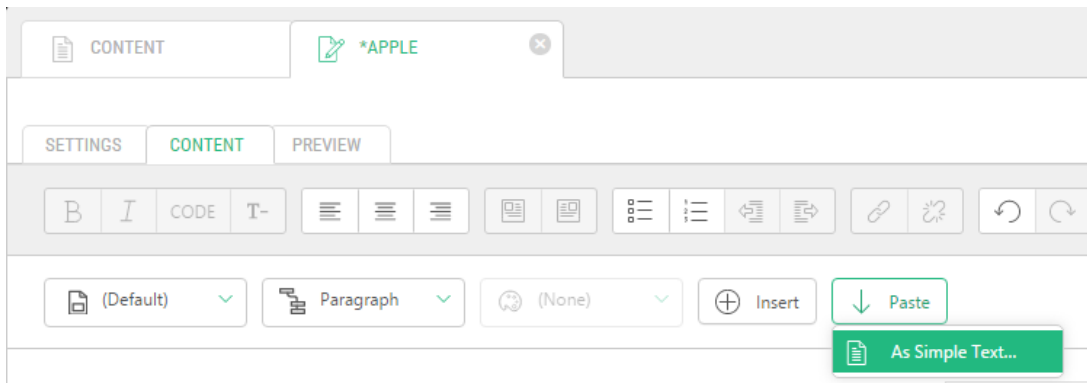 CONTENT *APPLE
SETTINGS CONTENT PREVIEW
B I CODE T-
(Default) Paragraph (None) Insert Paste
As Simple Text...